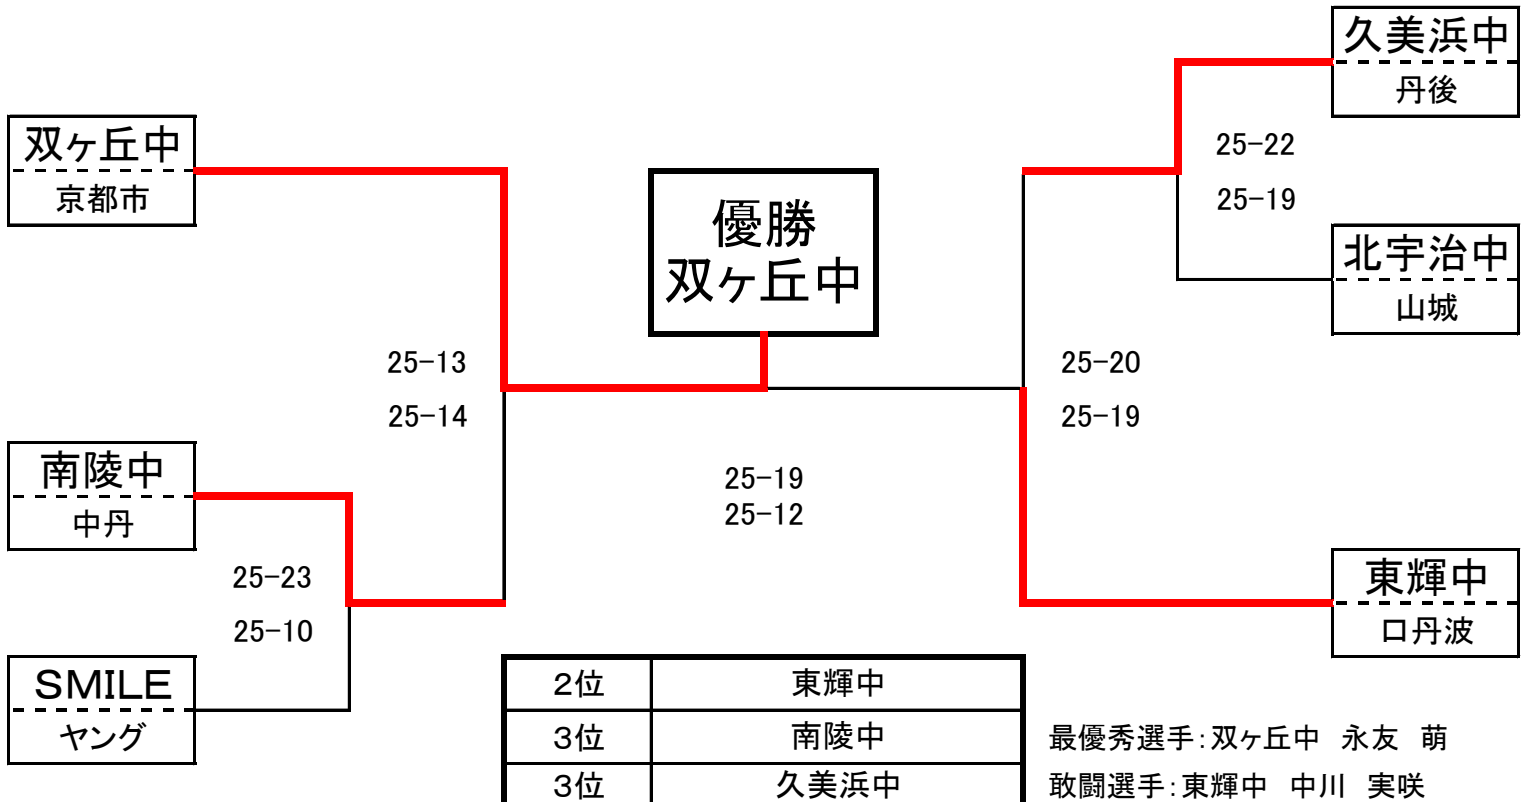 久美浜中
丹後
双ヶ丘中
京都市
25-22
25-19
優勝
双ヶ丘中
北宇治中
山城
25-13
25-14
25-20
25-19
南陵中
中丹
25-19
25-12
25-23
25-10
東輝中
口丹波
SMILE
ヤング
2位 東輝中
3位 南陵中
3位 久美浜中
最優秀選手:双ヶ丘中 永友 萌
敢闘選手:東輝中 中川 実咲